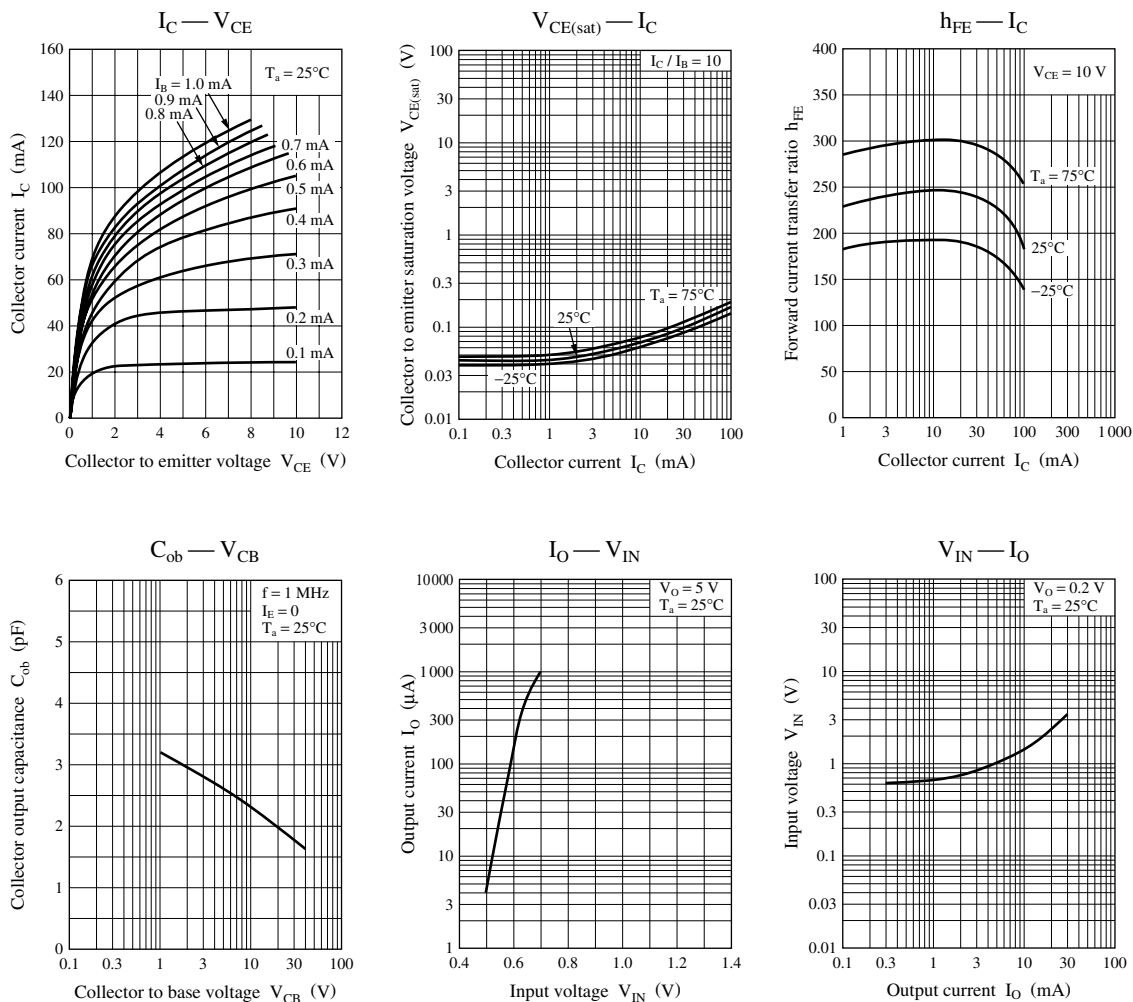 I_C — V_CE
160
140
120
100
80
60
40
20
0
0 2 4 6 8 10 12
Collector current I_C (mA)
Collector to emitter voltage V_CE (V)
T_a = 25°C
I_B = 1.0 mA
0.9 mA
0.8 mA
0.7 mA
0.6 mA
0.5 mA
0.4 mA
0.3 mA
0.2 mA
0.1 mA
V_CE(sat) — I_C
100
30
10
3
1
0.3
0.1
0.03
0.01
0.1 0.3 1 3 10 30 100
Collector to emitter saturation voltage V_CE(sat) (V)
Collector current I_C (mA)
I_C / I_B = 10
T_a = 75°C
25°C
–25°C
h_FE — I_C
400
350
300
250
200
150
100
50
0
1 3 10 30 100 300 1 000
Forward current transfer ratio h_FE
Collector current I_C (mA)
V_CE = 10 V
T_a = 75°C
25°C
–25°C
C_ob — V_CB
6
5
4
3
2
1
0
0.1 0.3 1 3 10 30 100
Collector output capacitance C_ob (pF)
Collector to base voltage V_CB (V)
f = 1 MHz
I_E = 0
T_a = 25°C
I_O — V_IN
10000
3 000
1000
300
100
30
10
3
1
0.4 0.6 0.8 1.0 1.2 1.4
Output current I_O (μA)
Input voltage V_IN (V)
V_O = 5 V
T_a = 25°C
V_IN — I_O
100
30
10
3
1
0.3
0.1
0.03
0.01
0.1 0.3 1 3 10 30 100
Input voltage V_IN (V)
Output current I_O (mA)
V_O = 0.2 V
T_a = 25°C